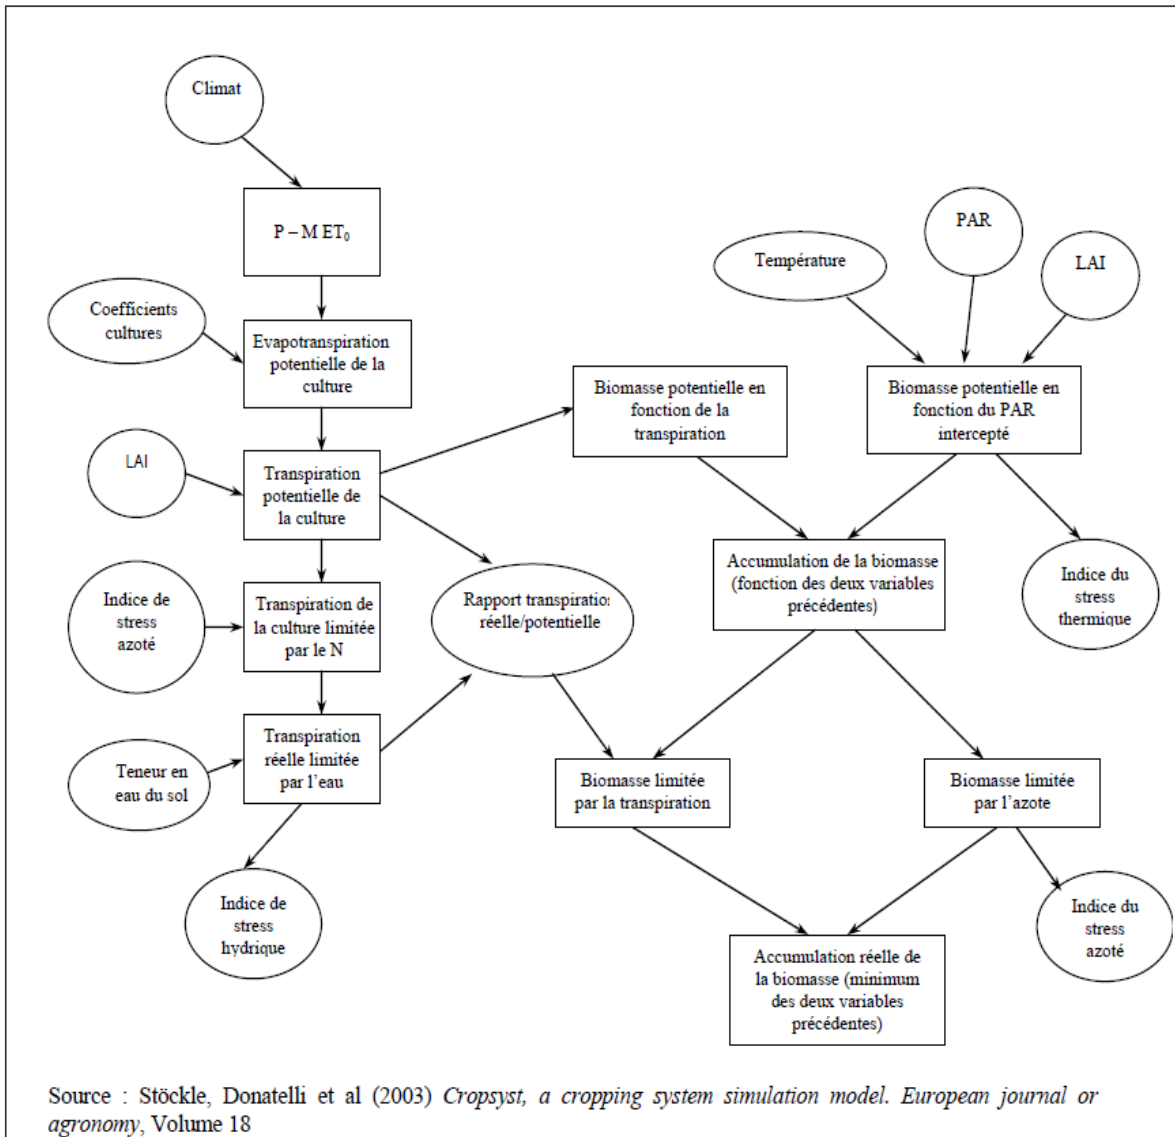 Climat
P – M ET₀
PAR
Température
LAI
Coefficients
cultures
Evapotranspiration
potentielle de la
culture
Biomasse potentielle en
fonction de la
transpiration
Biomasse potentielle en
fonction du PAR
intercepté
LAI
Transpiration
potentielle de
la culture
Accumulation de la biomasse
(fonction des deux variables
précédentes)
Indice du
stress
thermique
Indice de
stress
azoté
Transpiration de
la culture limitée
par le N
Rapport transpiration
réelle/potentielle
Transpiration
réelle limitée
par l'eau
Teneur en
eau du sol
Biomasse limitée
par la transpiration
Biomasse limitée
par l'azote
Indice de
stress
hydrique
Indice du
stress
azoté
Accumulation réelle de
la biomasse (minimum
des deux variables
précédentes)
Source : Stöckle, Donatelli et al (2003) Cropsyst, a cropping system simulation model. European journal or
agronomy, Volume 18